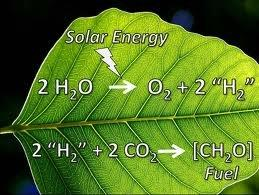 Solar Energy
2 H₂O → O₂ + 2 "H₂"
2 "H₂" + 2 CO₂ → [CH₂O]
Fuel